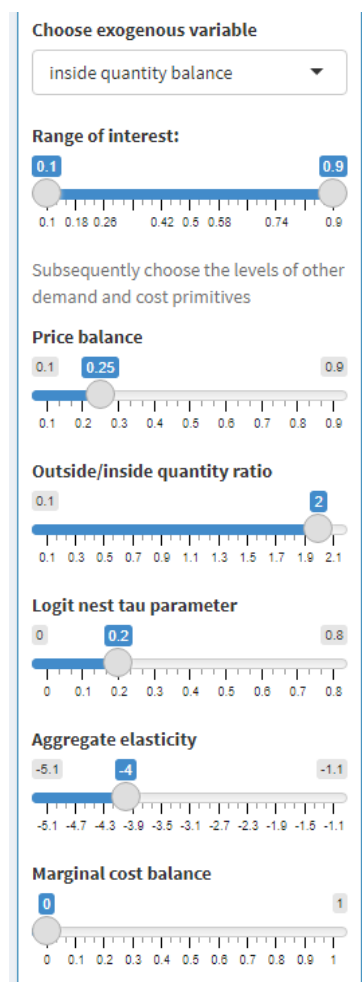 Choose exogenous variable
inside quantity balance
Range of interest:
0.1 0.9
0.1 0.18 0.26 0.42 0.5 0.58 0.74 0.9
Subsequently choose the levels of other
demand and cost primitives
Price balance
0.1 0.25 0.9
0.1 0.2 0.3 0.4 0.5 0.6 0.7 0.8 0.9
Outside/inside quantity ratio
0.1 2
0.1 0.3 0.5 0.7 0.9 1.1 1.3 1.5 1.7 1.9 2.1
Logit nest tau parameter
0 0.2 0.8
0 0.1 0.2 0.3 0.4 0.5 0.6 0.7 0.8
Aggregate elasticity
-5.1 -4 -1.1
-5.1 -4.7 -4.3 -3.9 -3.5 -3.1 -2.7 -2.3 -1.9 -1.5 -1.1
Marginal cost balance
0 1
0 0.1 0.2 0.3 0.4 0.5 0.6 0.7 0.8 0.9 1